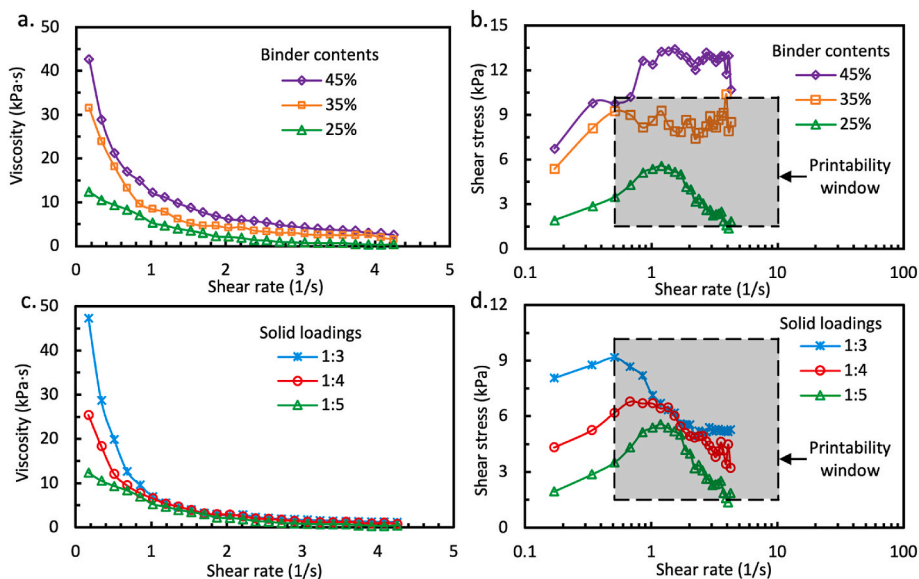 a.
50
40
30
20
10
0
Viscosity (kPa·s)
Binder contents
45%
35%
25%
0 1 2 3 4 5
Shear rate (1/s)
b.
15
12
9
6
3
0
Shear stress (kPa)
Binder contents
45%
35%
25%
Printability
window
0.1 1 10 100
Shear rate (1/s)
c.
50
40
30
20
10
0
Viscosity (kPa·s)
Solid loadings
1:3
1:4
1:5
0 1 2 3 4 5
Shear rate (1/s)
d.
12
9
6
3
0
Shear stress (kPa)
Solid loadings
1:3
1:4
1:5
Printability
window
0.1 1 10 100
Shear rate (1/s)